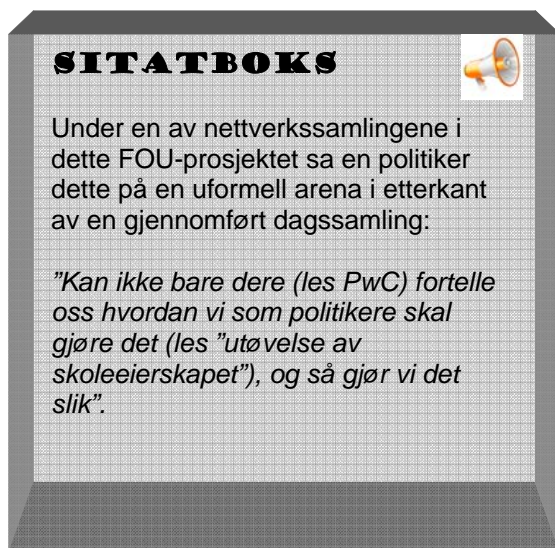 SITATBOKS
Under en av nettverkssamlingene i
dette FOU-prosjektet sa en politiker
dette på en uformell arena i etterkant
av en gjennomført dagssamling:
”Kan ikke bare dere (les PwC) fortelle
oss hvordan vi som politikere skal
gjøre det (les ”utøvelse av
skoleeierskapet”), og så gjør vi det
slik”.